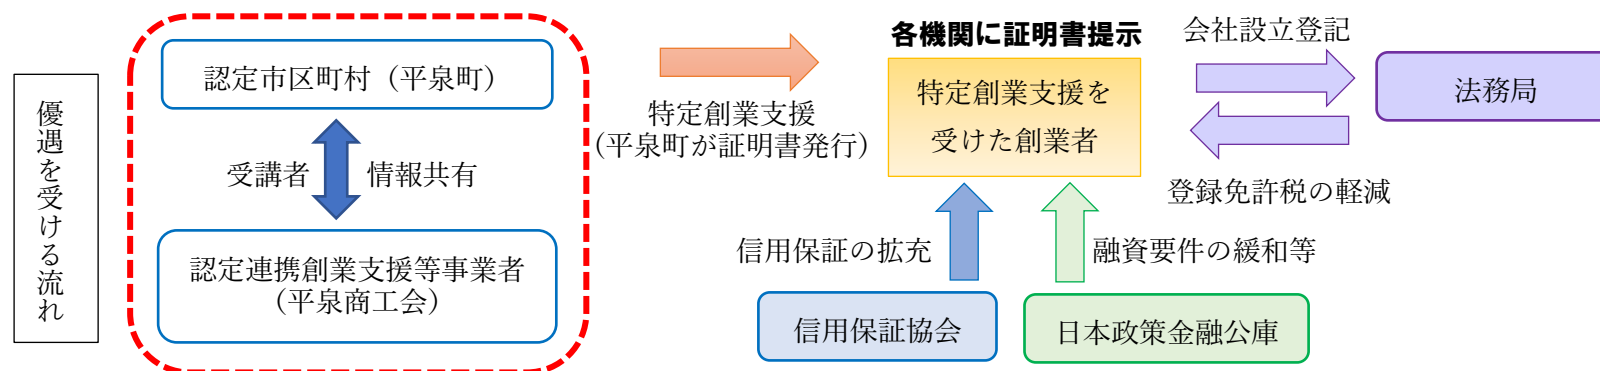 優遇を受ける流れ
認定市区町村（平泉町）
受講者
情報共有
認定連携創業支援等事業者
（平泉商工会）
特定創業支援
（平泉町が証明書発行）
各機関に証明書提示
特定創業支援を
受けた創業者
会社設立登記
法務局
登録免許税の軽減
信用保証の拡充
融資要件の緩和等
信用保証協会
日本政策金融公庫